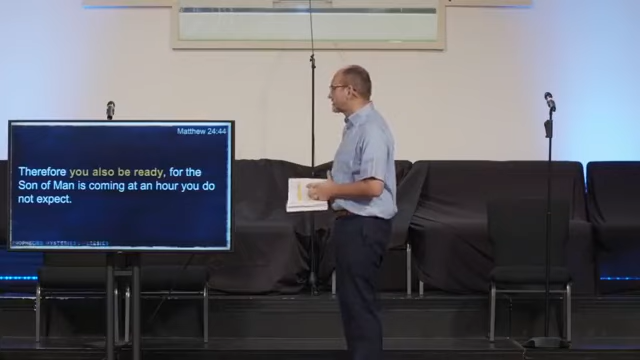 Matthew 24:44
Therefore you also be ready, for the
Son of Man is coming at an hour you do
not expect.